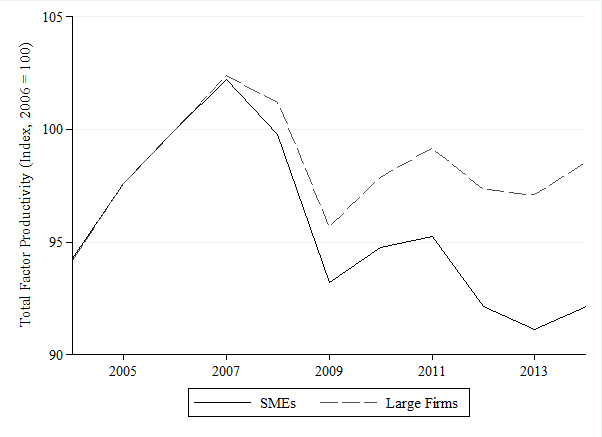 Total Factor Productivity (Index, 2006 = 100)
105
100
95
90
2005 2007 2009 2011 2013
SMEs Large Firms